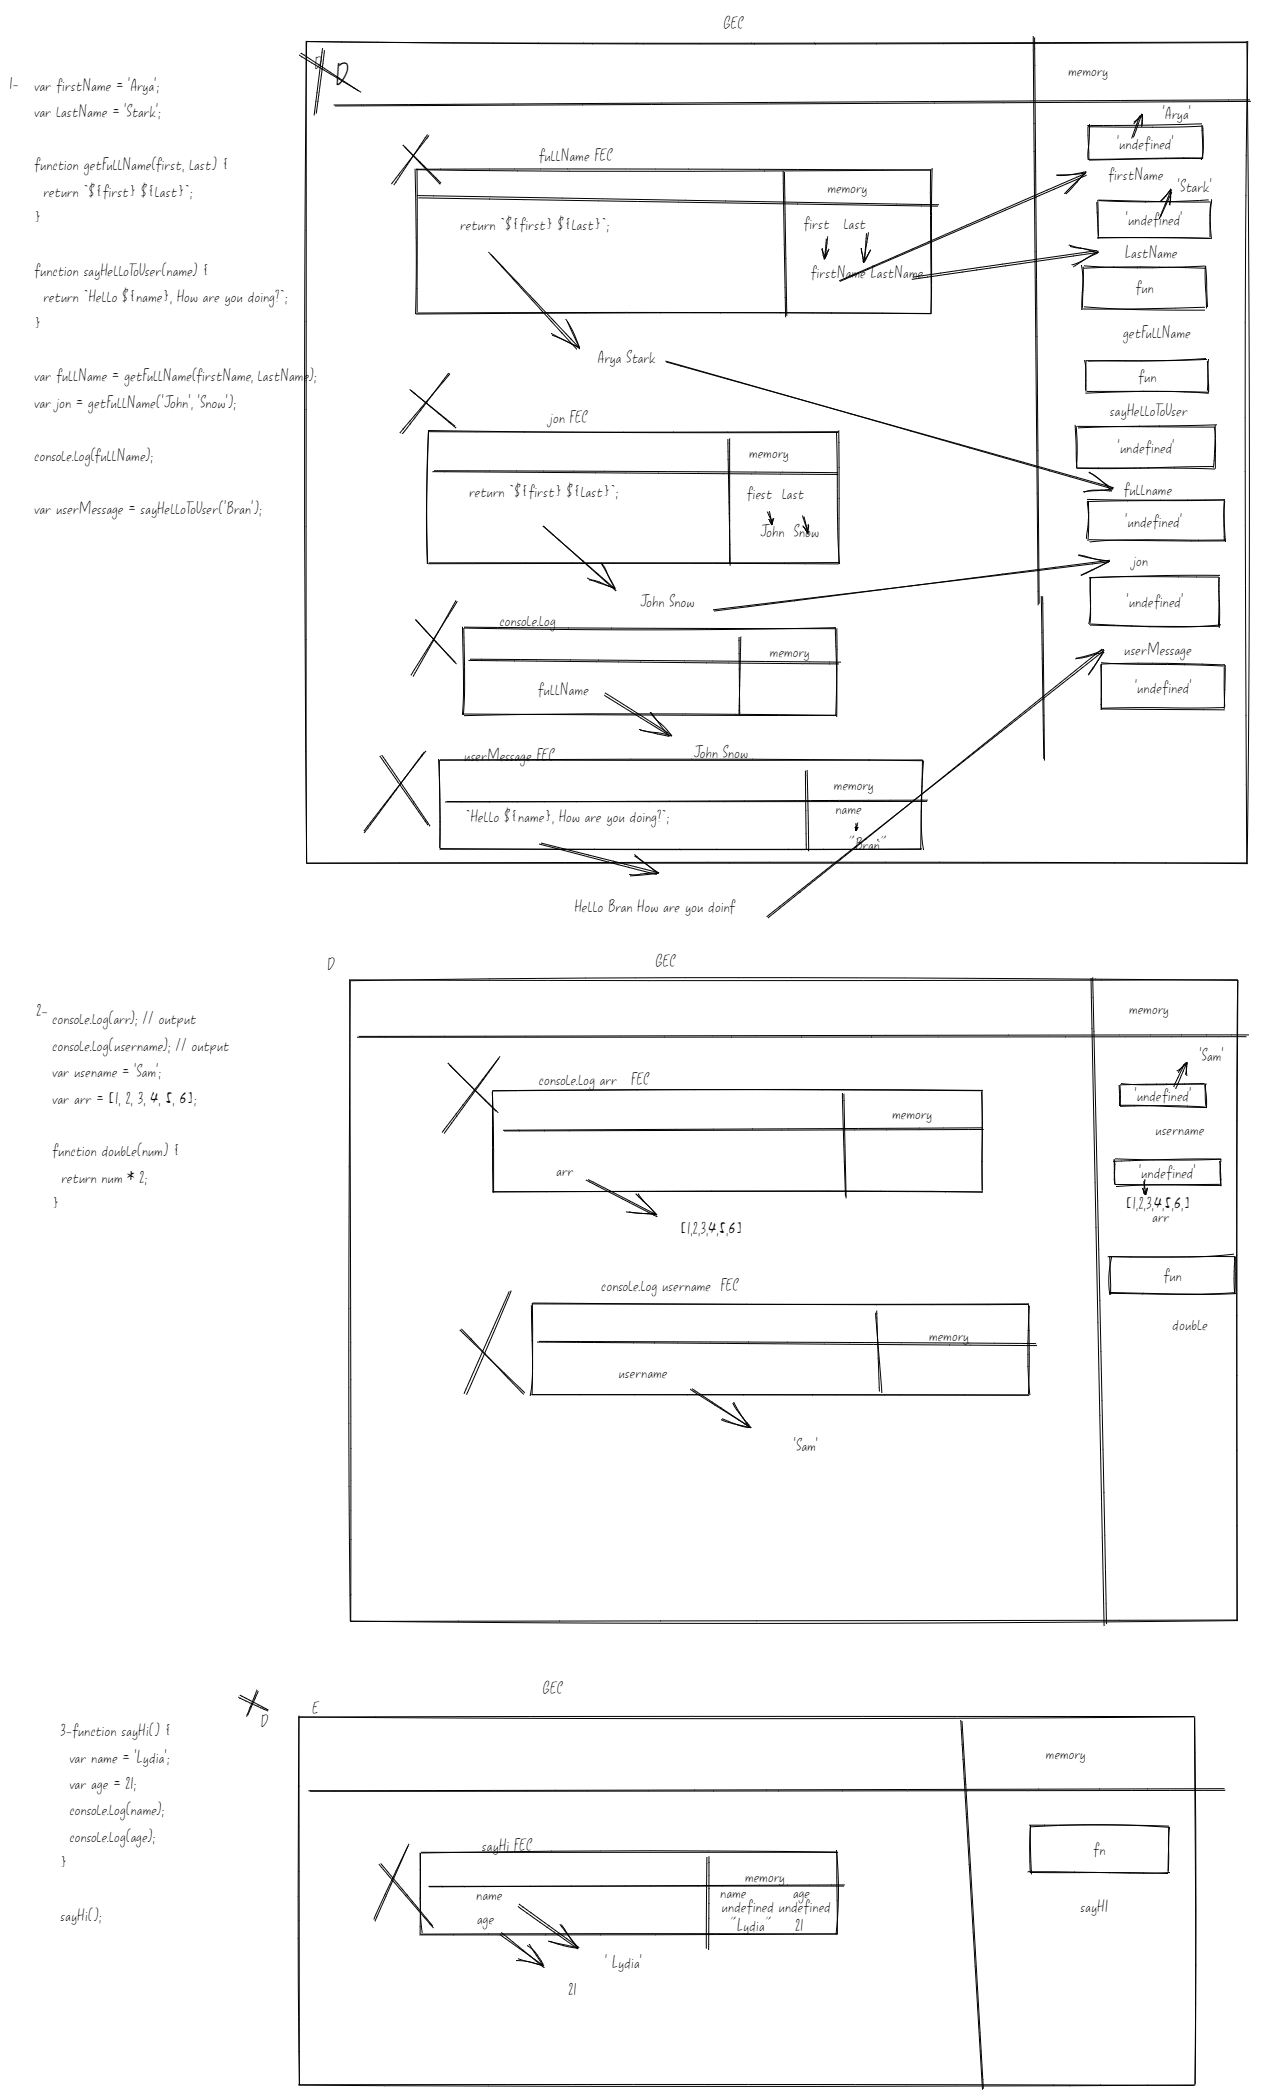 GEC
D
memory
1-
var firstName = 'Arya';
var lastName = 'Stark';
function getFullName(first, last) {
return `${first} ${last}`;
}
function sayHelloToUser(name) {
return `Hello ${name}, How are you doing?`;
}
var fullName = getFullName(firstName, lastName);
var jon = getFullName('John', 'Snow');
console.log(fullName);
var userMessage = sayHelloToUser('Bran');
fullName FEC
memory
return `${first} ${last}`;
first last
firstName lastName
Arya Stark
jon FEC
memory
return `${first} ${last}`;
fiest last
John Snow
John Snow
console.log
memory
fullName
John Snow
userMessage FEC
memory
`Hello ${name}, How are you doing?`;
name
"Bran"
Hello Bran How are you doinf
'Arya'
'undefined'
firstName
'Stark'
'undefined'
lastName
fun
getFullName
fun
sayHelloToUser
'undefined'
fullname
'undefined'
jon
'undefined'
userMessage
'undefined'
D
GEC
2-
console.log(arr); // output
console.log(username); // output
var usename = 'Sam';
var arr = [1, 2, 3, 4, 5, 6];
function double(num) {
return num * 2;
}
memory
console.log arr FEC
memory
arr
[1,2,3,4,5,6]
console.log username FEC
memory
username
'Sam'
'Sam'
'undefined'
username
'undefined'
[1,2,3,4,5,6,]
arr
fun
double
GEC
D
E
3-function sayHi() {
var name = 'Lydia';
var age = 21;
console.log(name);
console.log(age);
}
sayHi();
memory
sayHi FEC
memory
name
age
name age
undefined undefined
"Lydia" 21
' Lydia'
21
fn
sayHI